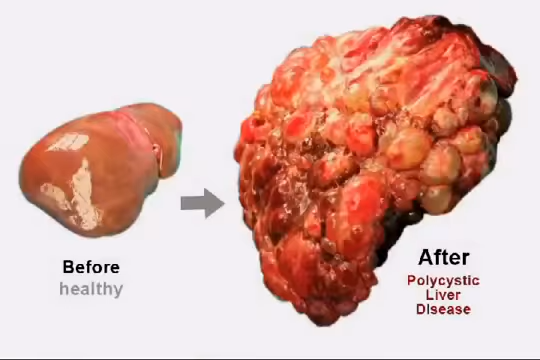 Before
healthy
After
Polycystic
Liver
Disease